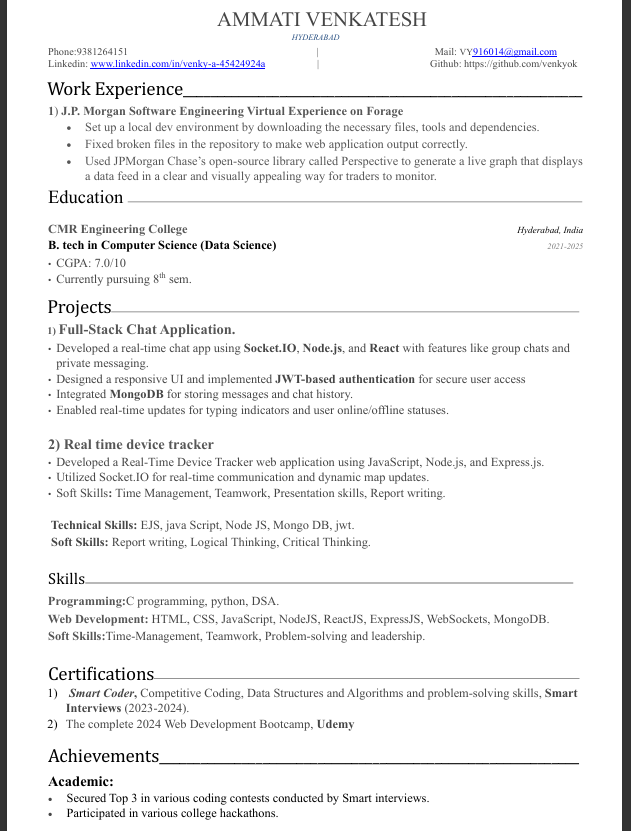 AMMATI VENKATESH
HYDERABAD
Phone:9381264151 | Mail: VY916014@gmail.com
Linkedin: www.linkedin.com/in/venky-a-45424924a | Github: https://github.com/venkyok
Work Experience
1) J.P. Morgan Software Engineering Virtual Experience on Forage
• Set up a local dev environment by downloading the necessary files, tools and dependencies.
• Fixed broken files in the repository to make web application output correctly.
• Used JPMorgan Chase's open-source library called Perspective to generate a live graph that displays
a data feed in a clear and visually appealing way for traders to monitor.
Education
CMR Engineering College Hyderabad, India
B. tech in Computer Science (Data Science) 2021-2025
• CGPA: 7.0/10
• Currently pursuing 8th sem.
Projects
1) Full-Stack Chat Application.
• Developed a real-time chat app using Socket.IO, Node.js, and React with features like group chats and
private messaging.
• Designed a responsive UI and implemented JWT-based authentication for secure user access
• Integrated MongoDB for storing messages and chat history.
• Enabled real-time updates for typing indicators and user online/offline statuses.
2) Real time device tracker
• Developed a Real-Time Device Tracker web application using JavaScript, Node.js, and Express.js.
• Utilized Socket.IO for real-time communication and dynamic map updates.
• Soft Skills: Time Management, Teamwork, Presentation skills, Report writing.
Technical Skills: EJS, java Script, Node JS, Mongo DB, jwt.
Soft Skills: Report writing, Logical Thinking, Critical Thinking.
Skills
Programming:C programming, python, DSA.
Web Development: HTML, CSS, JavaScript, NodeJS, ReactJS, ExpressJS, WebSockets, MongoDB.
Soft Skills:Time-Management, Teamwork, Problem-solving and leadership.
Certifications
1) Smart Coder, Competitive Coding, Data Structures and Algorithms and problem-solving skills, Smart
Interviews (2023-2024).
2) The complete 2024 Web Development Bootcamp, Udemy
Achievements
Academic:
• Secured Top 3 in various coding contests conducted by Smart interviews.
• Participated in various college hackathons.